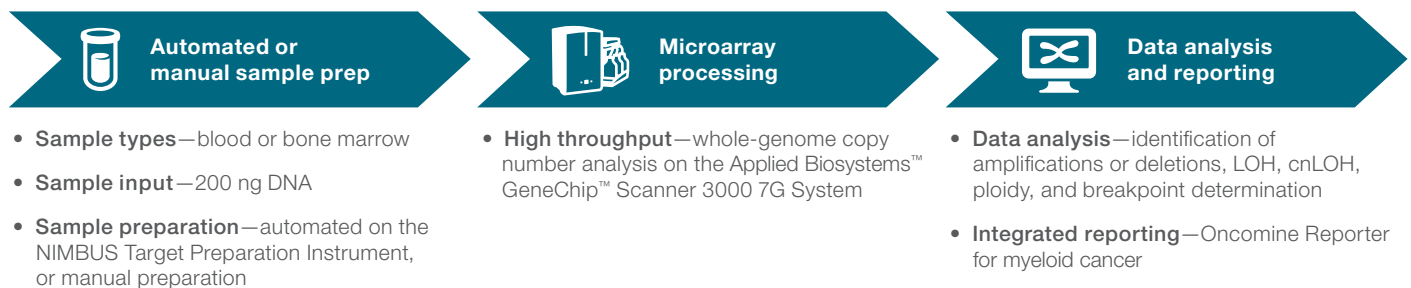 Automated or
manual sample prep
• Sample types—blood or bone marrow
• Sample input—200 ng DNA
• Sample preparation—automated on the
NIMBUS Target Preparation Instrument,
or manual preparation
Microarray
processing
• High throughput—whole-genome copy
number analysis on the Applied Biosystems™
GeneChip™ Scanner 3000 7G System
Data analysis
and reporting
• Data analysis—identification of
amplifications or deletions, LOH, cnLOH,
ploidy, and breakpoint determination
• Integrated reporting—Oncomine Reporter
for myeloid cancer